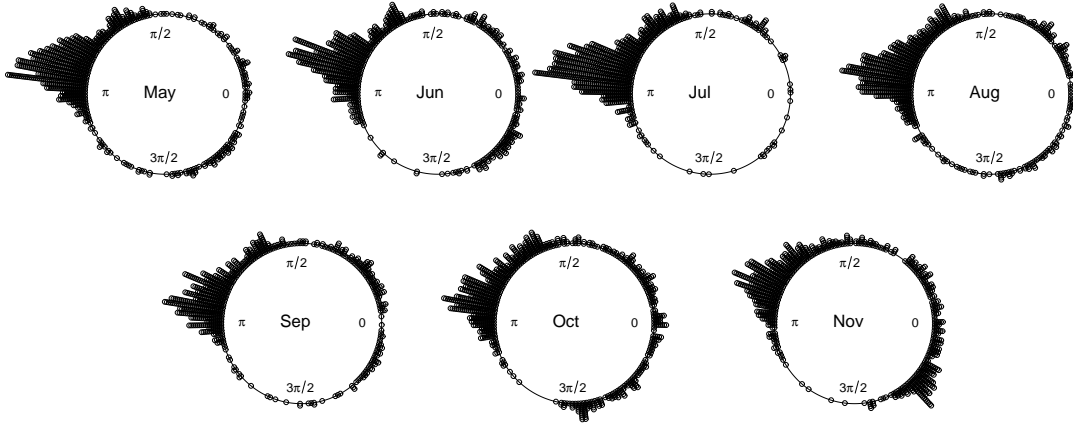 π/2 π/2 π/2 π/2
π May 0 π Jun 0 π Jul 0 π Aug 0
3π/2 3π/2 3π/2 3π/2
π/2 π/2 π/2
π Sep 0 π Oct 0 π Nov 0
3π/2 3π/2 3π/2